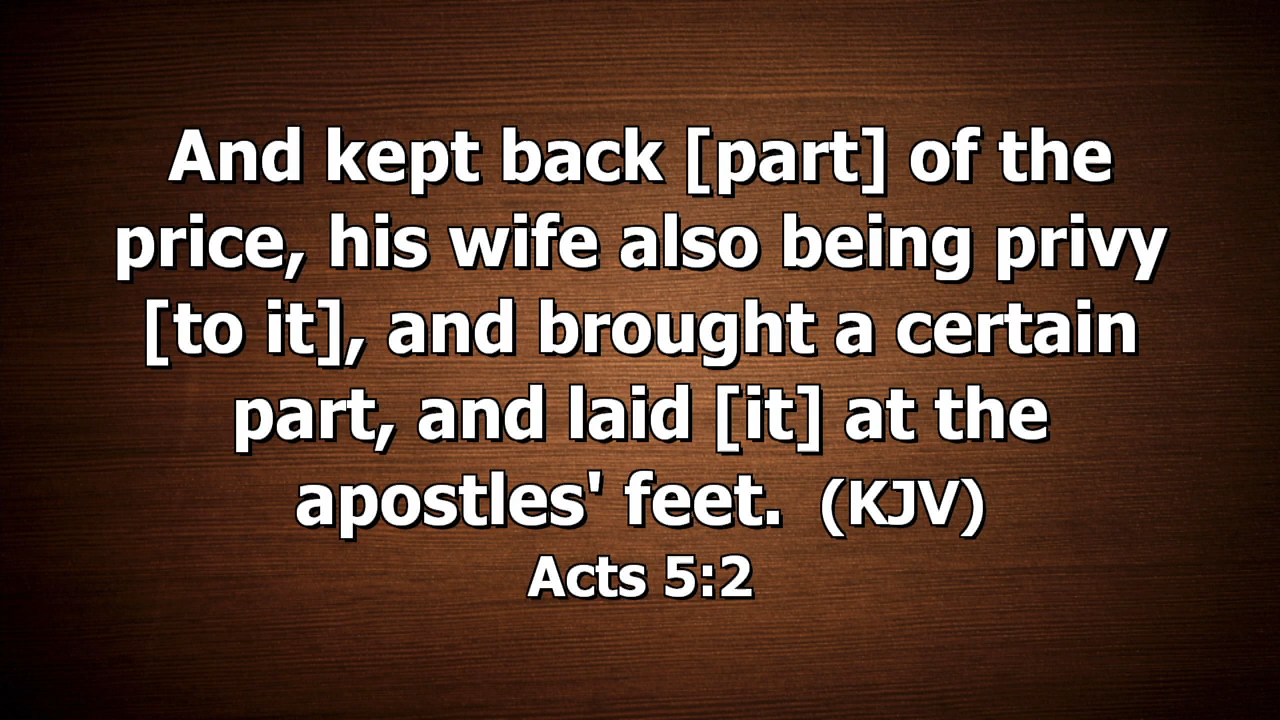 And kept back [part] of the
price, his wife also being privy
[to it], and brought a certain
part, and laid [it] at the
apostles' feet. (KJV)
Acts 5:2